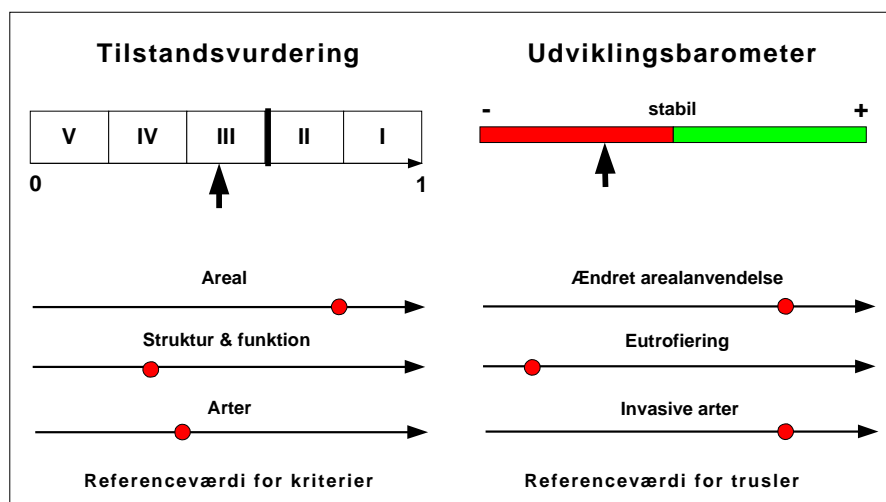 Tilstandsvurdering
V IV III II I
0 1
Areal
Struktur & funktion
Arter
Referenceværdi for kriterier
Udviklingsbarometer
- stabil +
Ændret arealanvendelse
Eutrofiering
Invasive arter
Referenceværdi for trusler